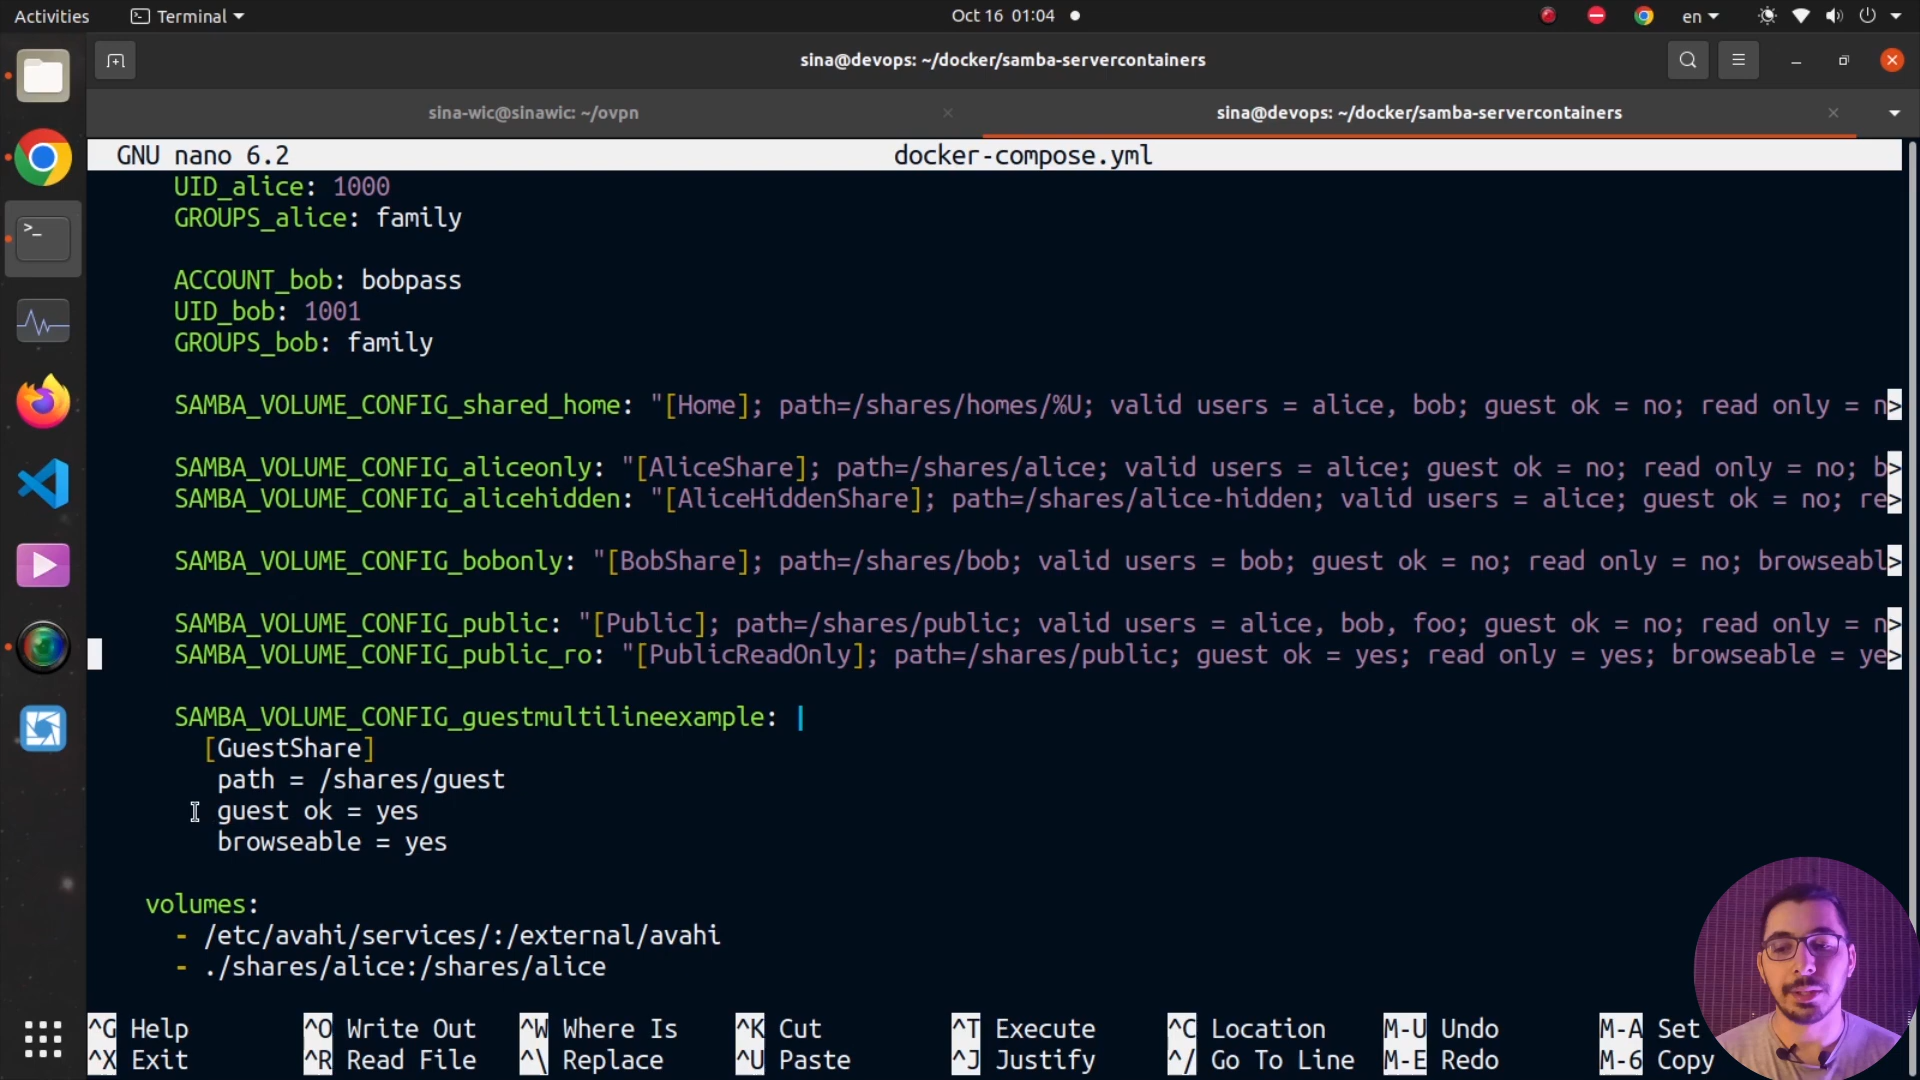 Activities
Terminal
Oct 16 01:04
en
sina@devops: ~/docker/samba-servercontainers
sina-wic@sinawic: ~/ovpn
sina@devops: ~/docker/samba-servercontainers
GNU nano 6.2 docker-compose.yml
UID_alice: 1000
GROUPS_alice: family
ACCOUNT_bob: bobpass
UID_bob: 1001
GROUPS_bob: family
SAMBA_VOLUME_CONFIG_shared_home: "[Home]; path=/shares/homes/%U; valid users = alice, bob; guest ok = no; read only = n>
SAMBA_VOLUME_CONFIG_aliceonly: "[AliceShare]; path=/shares/alice; valid users = alice; guest ok = no; read only = no; b>
SAMBA_VOLUME_CONFIG_alicehidden: "[AliceHiddenShare]; path=/shares/alice-hidden; valid users = alice; guest ok = no; re>
SAMBA_VOLUME_CONFIG_bobonly: "[BobShare]; path=/shares/bob; valid users = bob; guest ok = no; read only = no; browseabl>
SAMBA_VOLUME_CONFIG_public: "[Public]; path=/shares/public; valid users = alice, bob, foo; guest ok = no; read only = n>
SAMBA_VOLUME_CONFIG_public_ro: "[PublicReadOnly]; path=/shares/public; guest ok = yes; read only = yes; browseable = ye>
SAMBA_VOLUME_CONFIG_guestmultilineexample: |
[GuestShare]
path = /shares/guest
guest ok = yes
browseable = yes
volumes:
- /etc/avahi/services/:/external/avahi
- ./shares/alice:/shares/alice
^G Help ^O Write Out ^W Where Is ^K Cut ^T Execute ^C Location M-U Undo M-A Set
^X Exit ^R Read File ^\ Replace ^U Paste ^J Justify ^/ Go To Line M-E Redo M-6 Copy